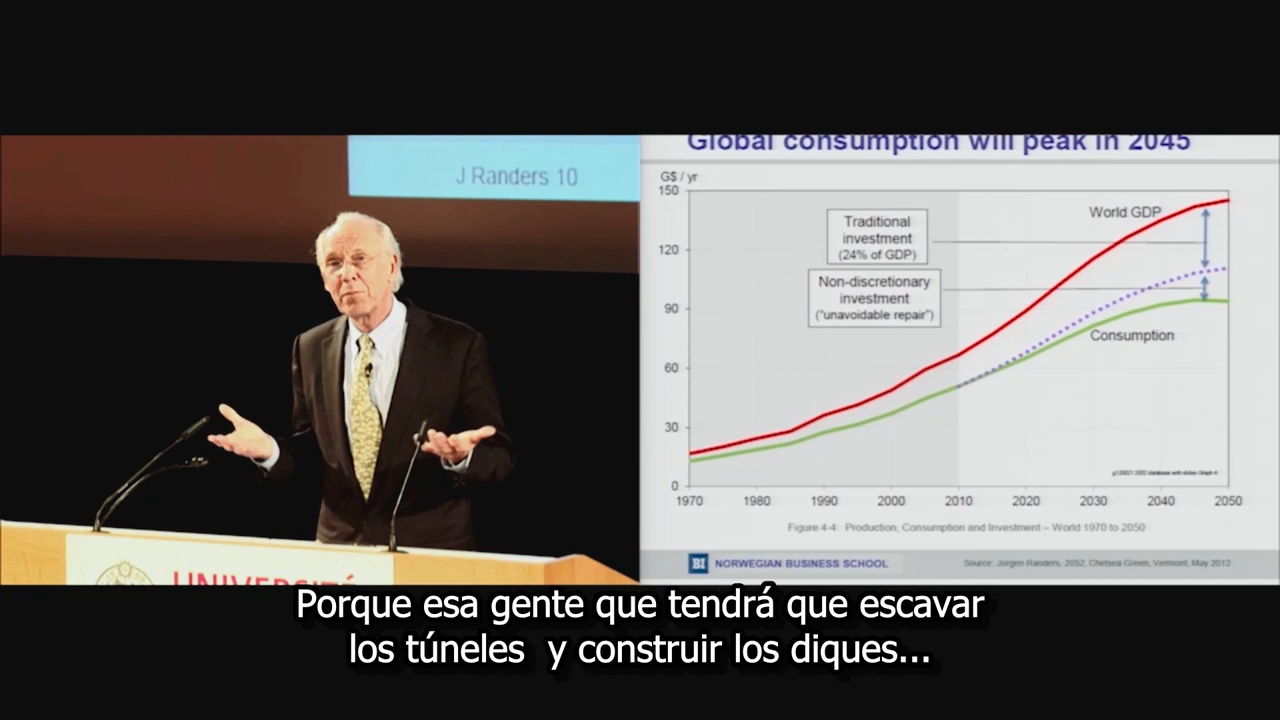 J Randers 10
UNIVERSITÉ
Global consumption will peak in 2045
G$ / yr
150
120
90
60
30
0
Traditional
investment
(24% of GDP)
Non-discretionary
investment
("unavoidable repair")
World GDP
Consumption
1970 1980 1990 2000 2010 2020 2030 2040 2050
Figure 4-4: Production, Consumption and Investment – World 1970 to 2050
BI NORWEGIAN BUSINESS SCHOOL
Source: Jorgen Randers, 2052, Chelsea Green, Vermont, May 2012
Porque esa gente que tendrá que escavar
los túneles y construir los diques...